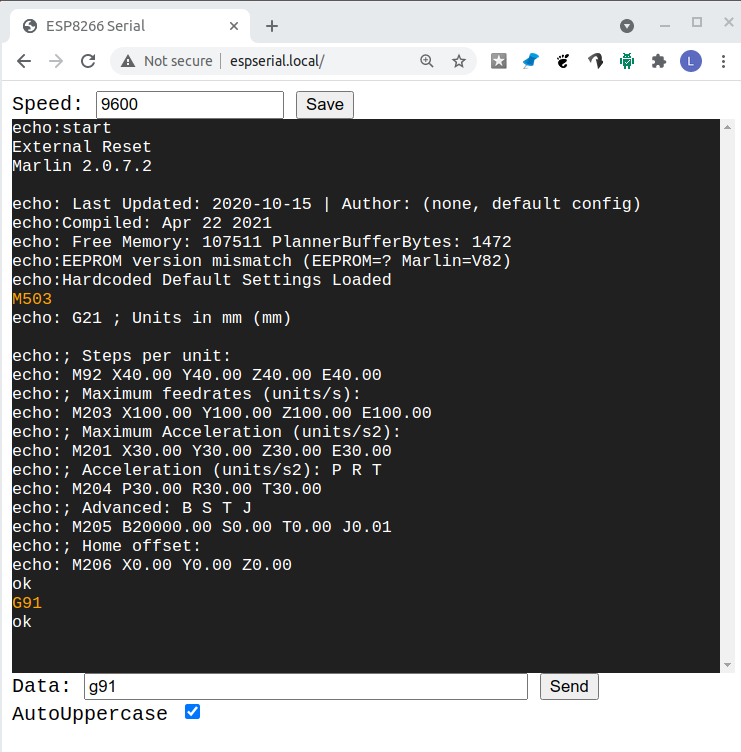 ESP8266 Serial
Not secure | espserial.local/
L
Speed: 9600 Save
echo:start
External Reset
Marlin 2.0.7.2
echo: Last Updated: 2020-10-15 | Author: (none, default config)
echo:Compiled: Apr 22 2021
echo: Free Memory: 107511 PlannerBufferBytes: 1472
echo:EEPROM version mismatch (EEPROM=? Marlin=V82)
echo:Hardcoded Default Settings Loaded
M503
echo: G21 ; Units in mm (mm)
echo:; Steps per unit:
echo: M92 X40.00 Y40.00 Z40.00 E40.00
echo:; Maximum feedrates (units/s):
echo: M203 X100.00 Y100.00 Z100.00 E100.00
echo:; Maximum Acceleration (units/s2):
echo: M201 X30.00 Y30.00 Z30.00 E30.00
echo:; Acceleration (units/s2): P R T
echo: M204 P30.00 R30.00 T30.00
echo:; Advanced: B S T J
echo: M205 B20000.00 S0.00 T0.00 J0.01
echo:; Home offset:
echo: M206 X0.00 Y0.00 Z0.00
ok
G91
ok
Data: g91 Send
AutoUppercase